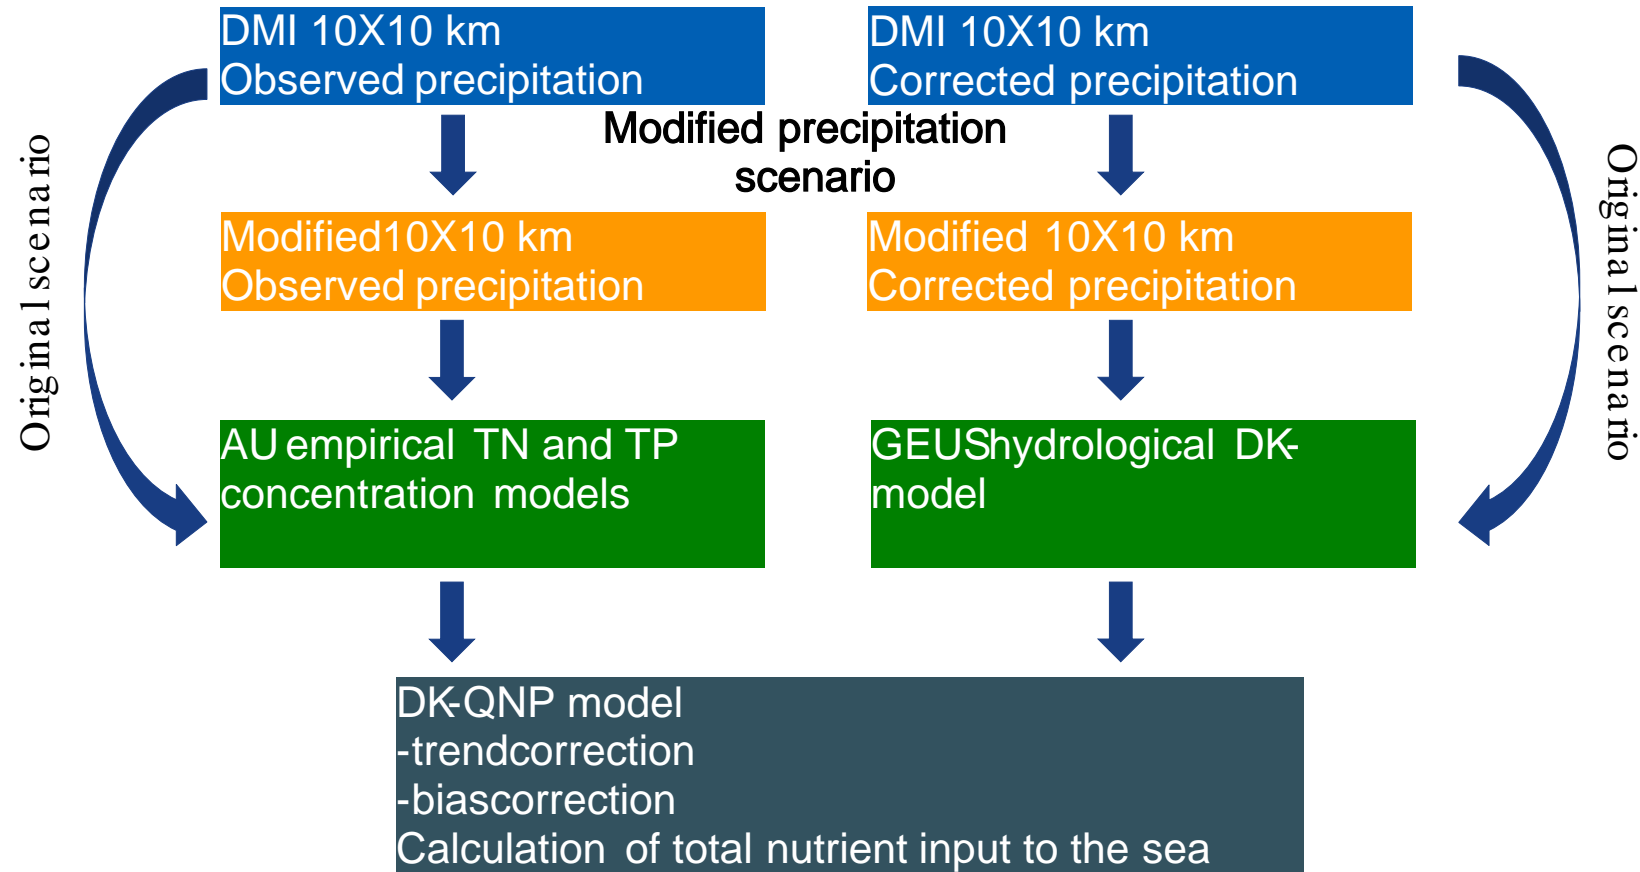 DMI 10X10 km
Observed precipitation
DMI 10X10 km
Corrected precipitation
Modified precipitation
scenario
Original scenario
Original scenario
Modified10X10 km
Observed precipitation
Modified 10X10 km
Corrected precipitation
AU empirical TN and TP
concentration models
GEUShydrological DK-
model
DK-QNP model
-trendcorrection
-biascorrection
Calculation of total nutrient input to the sea